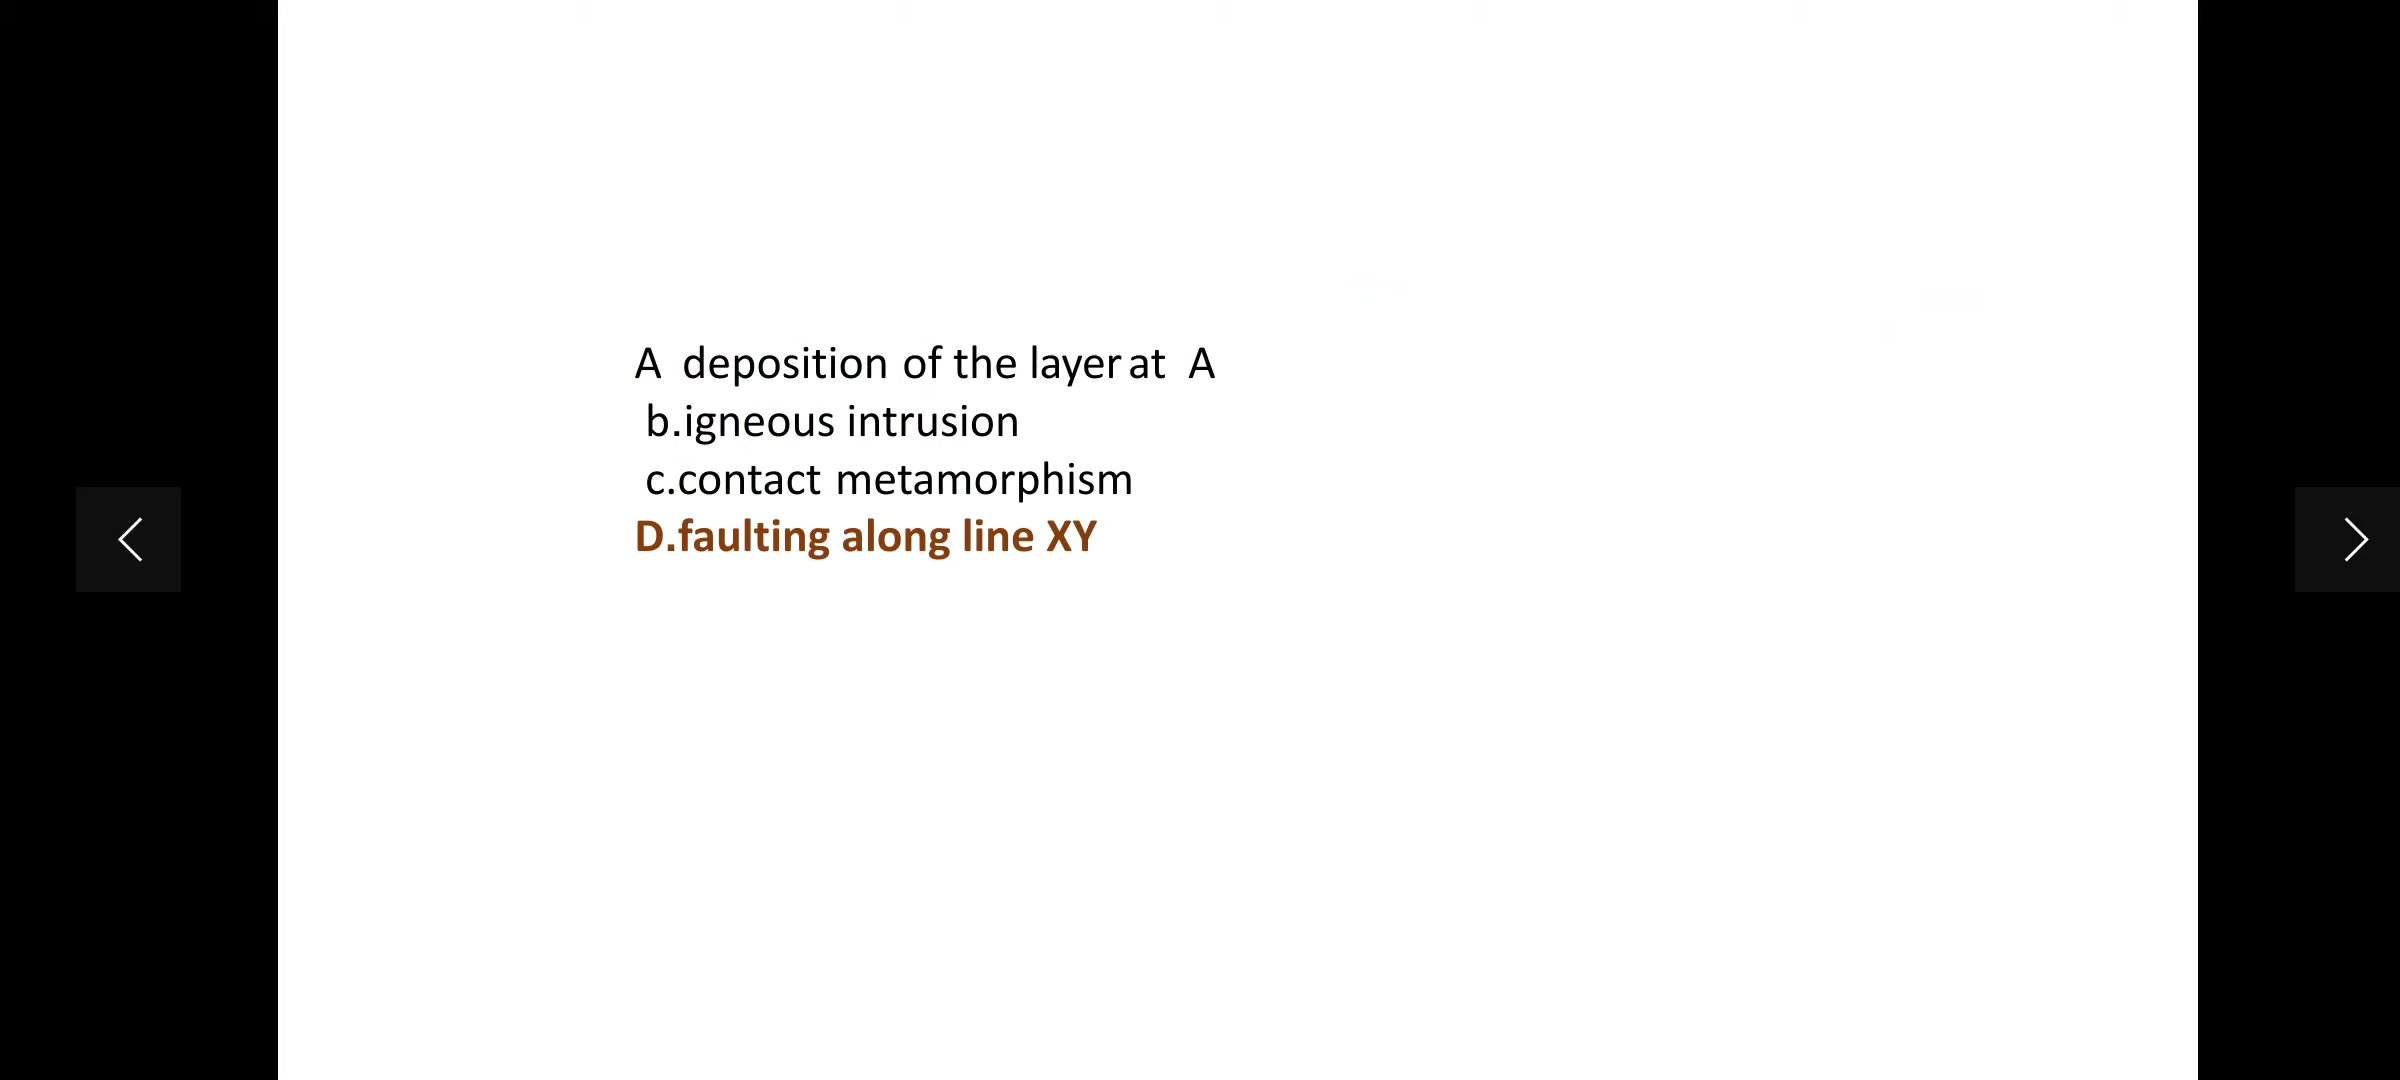 A deposition of the layer at A
b.igneous intrusion
c.contact metamorphism
D.faulting along line XY